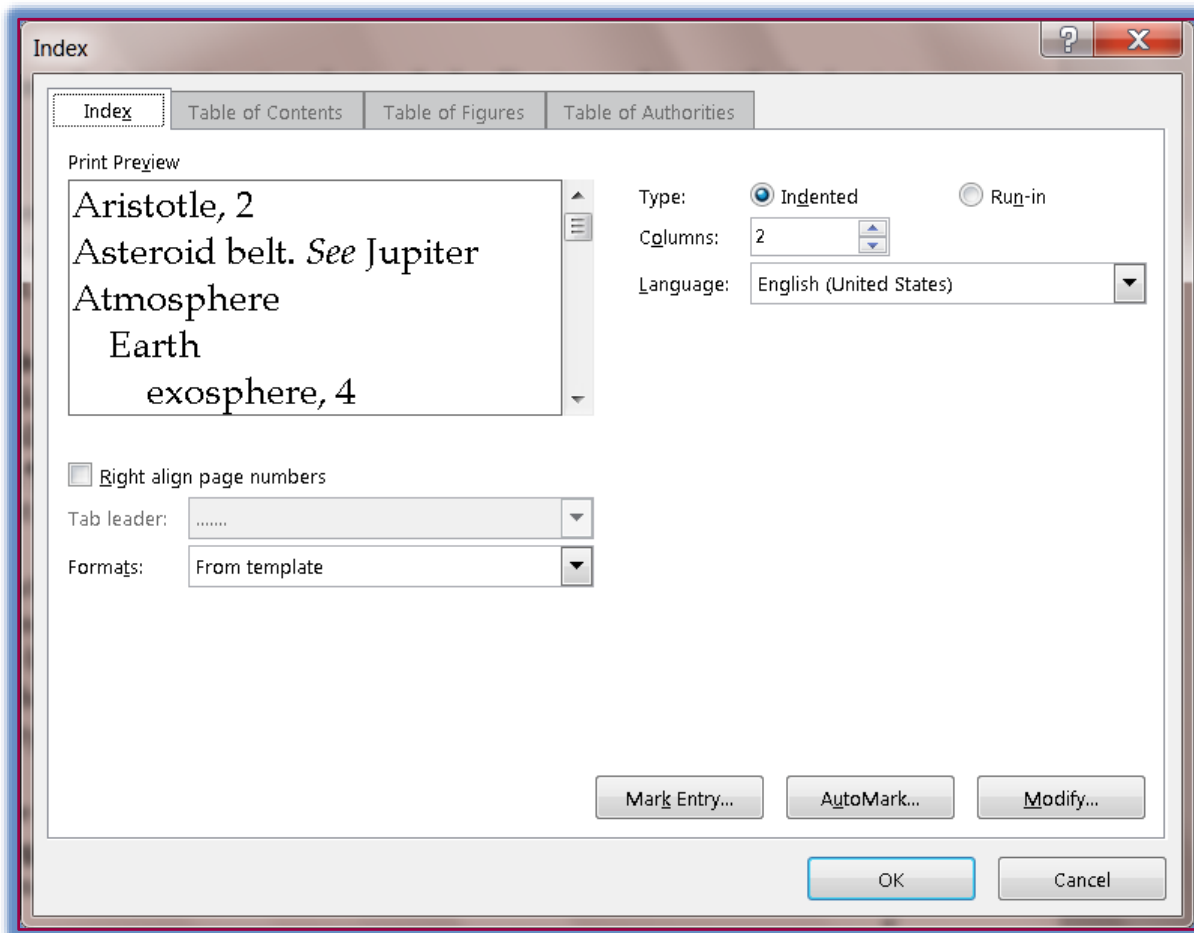 Index
Index Table of Contents Table of Figures Table of Authorities
Print Preview
Aristotle, 2
Asteroid belt. See Jupiter
Atmosphere
Earth
exosphere, 4
Type: Indented Run-in
Columns: 2
Language: English (United States)
Right align page numbers
Tab leader: .......
Formats: From template
Mark Entry... AutoMark... Modify...
OK Cancel